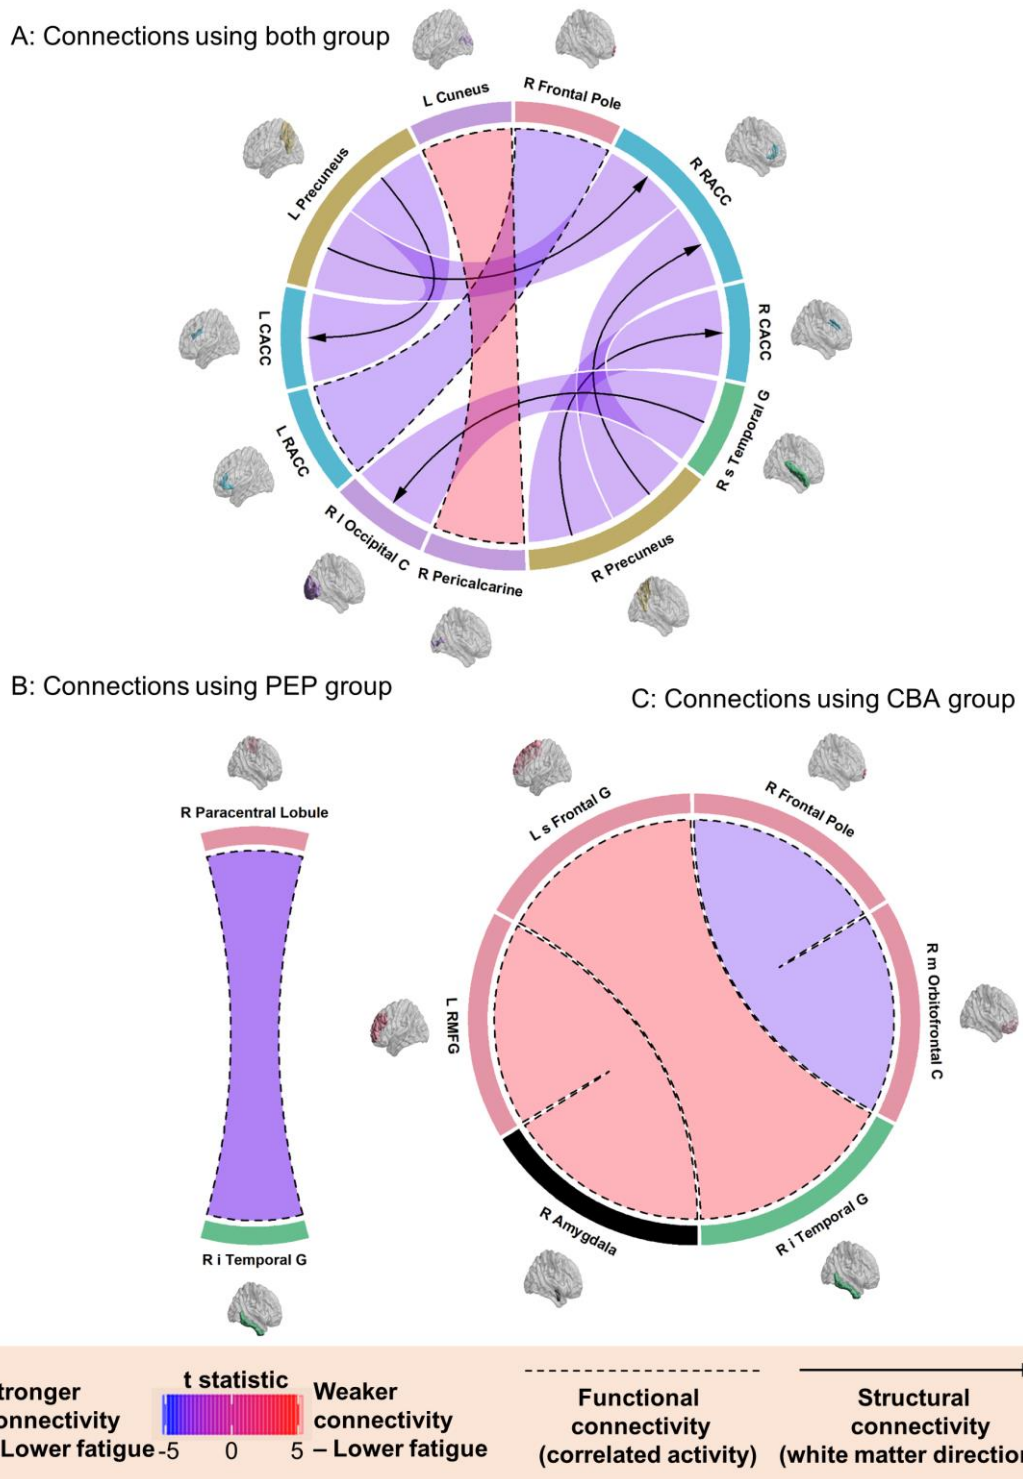 A: Connections using both group
L Cuneus
R Frontal Pole
L Precuneus
R RACC
L CACC
R CACC
L RACC
R s Temporal G
R l Occipital C
R Pericalcarine
R Precuneus
B: Connections using PEP group
C: Connections using CBA group
R Paracentral Lobule
R i Temporal G
L s Frontal G
R Frontal Pole
L RMFG
R m Orbitofrontal C
R Amygdala
R i Temporal G
tronger
onnectivity
Lower fatigue
t statistic
-5 0 5
Weaker
connectivity
– Lower fatigue
Functional
connectivity
(correlated activity)
Structural
connectivity
(white matter direction